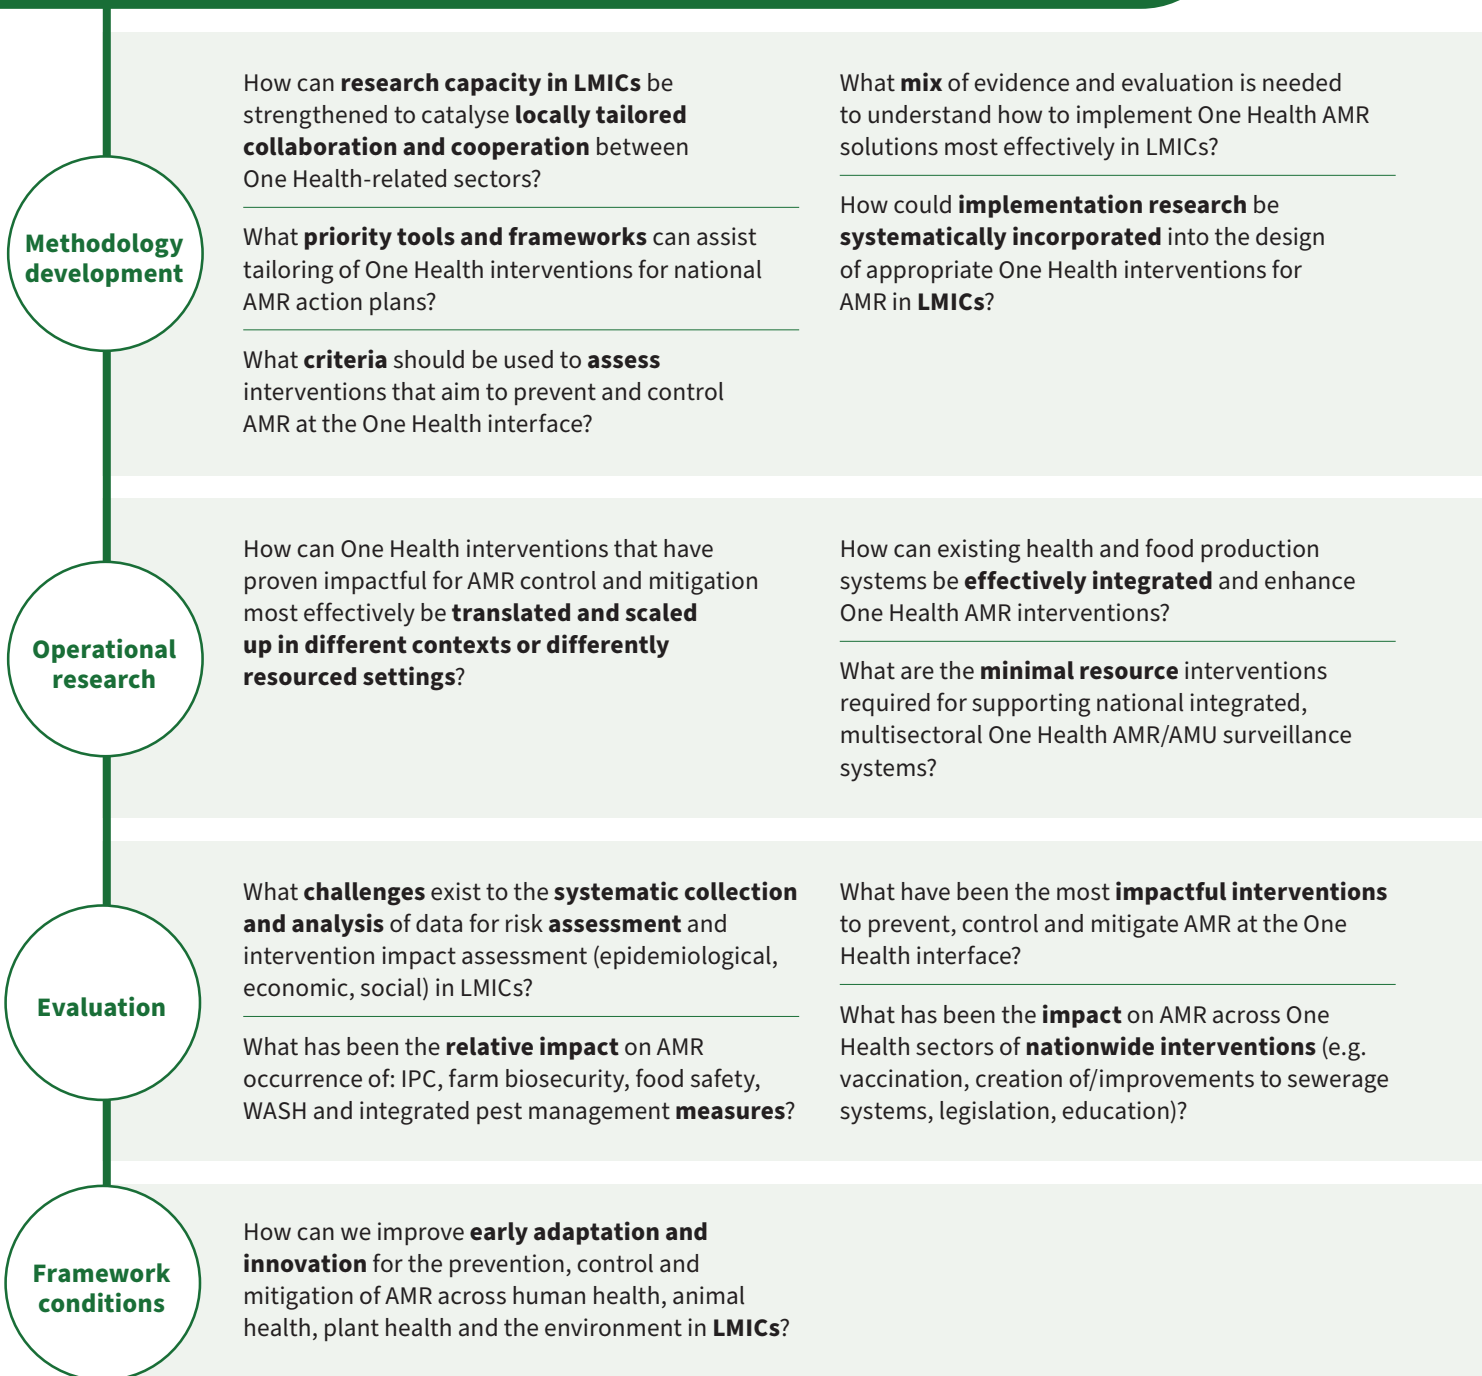 Methodology
development
How can research capacity in LMICs be
strengthened to catalyse locally tailored
collaboration and cooperation between
One Health-related sectors?
What priority tools and frameworks can assist
tailoring of One Health interventions for national
AMR action plans?
What criteria should be used to assess
interventions that aim to prevent and control
AMR at the One Health interface?
What mix of evidence and evaluation is needed
to understand how to implement One Health AMR
solutions most effectively in LMICs?
How could implementation research be
systematically incorporated into the design
of appropriate One Health interventions for
AMR in LMICs?
Operational
research
How can One Health interventions that have
proven impactful for AMR control and mitigation
most effectively be translated and scaled
up in different contexts or differently
resourced settings?
How can existing health and food production
systems be effectively integrated and enhance
One Health AMR interventions?
What are the minimal resource interventions
required for supporting national integrated,
multisectoral One Health AMR/AMU surveillance
systems?
Evaluation
What challenges exist to the systematic collection
and analysis of data for risk assessment and
intervention impact assessment (epidemiological,
economic, social) in LMICs?
What has been the relative impact on AMR
occurrence of: IPC, farm biosecurity, food safety,
WASH and integrated pest management measures?
What have been the most impactful interventions
to prevent, control and mitigate AMR at the One
Health interface?
What has been the impact on AMR across One
Health sectors of nationwide interventions (e.g.
vaccination, creation of/improvements to sewerage
systems, legislation, education)?
Framework
conditions
How can we improve early adaptation and
innovation for the prevention, control and
mitigation of AMR across human health, animal
health, plant health and the environment in LMICs?